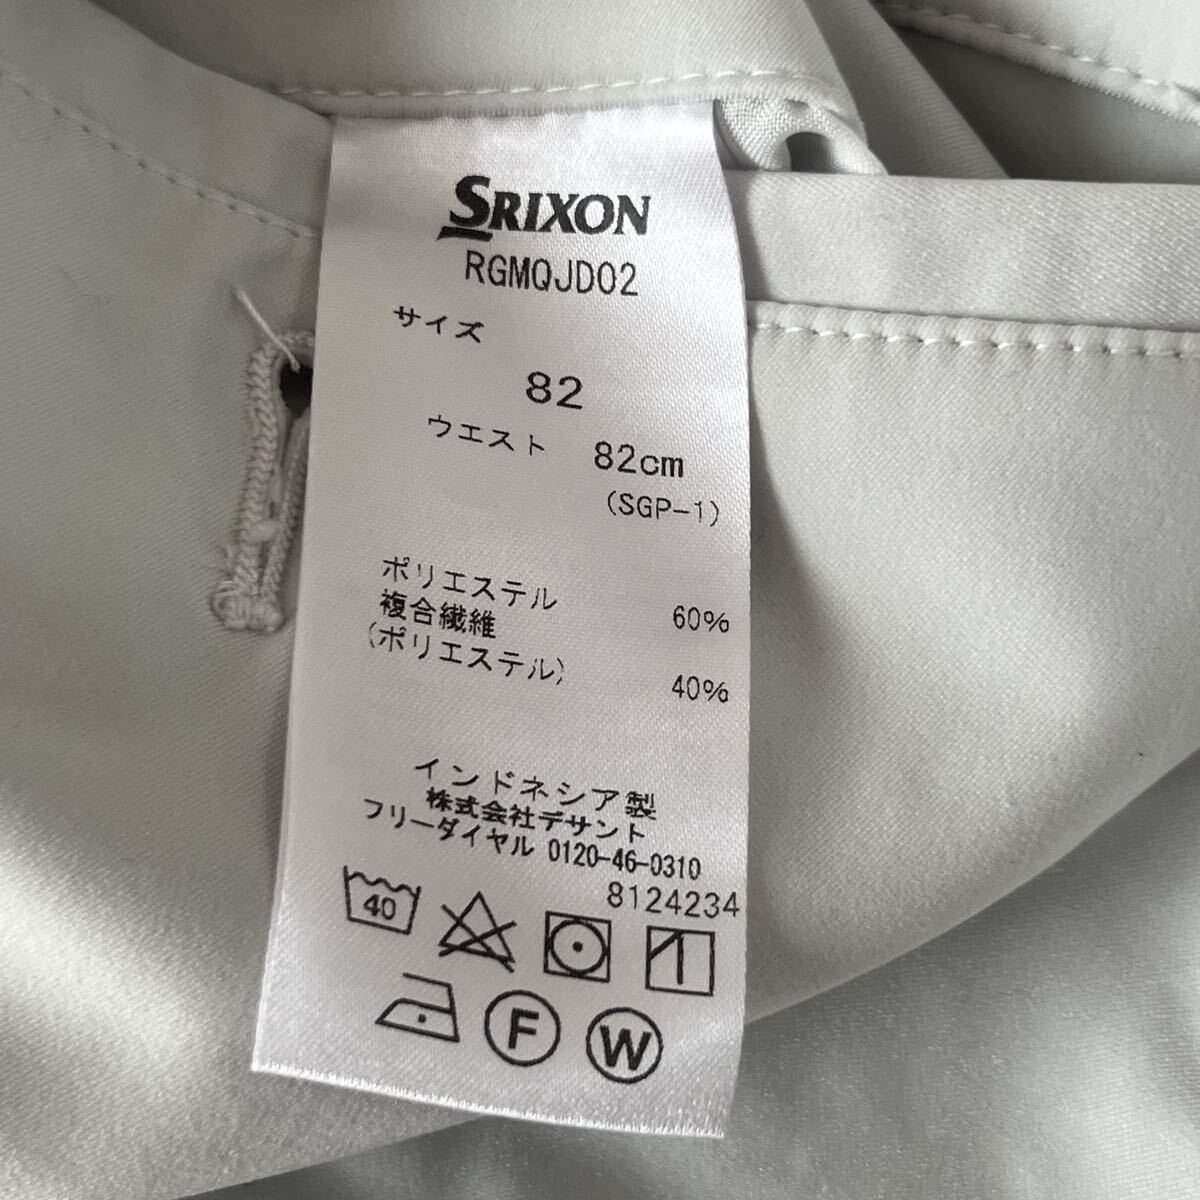 SRIXON
RGMQJD02
サイズ
82
ウエスト 82cm
(SGP-1)
ポリエステル 60%
複合繊維
(ポリエステル) 40%
インドネシア製
株式会社デサント
フリーダイヤル 0120-46-0310
8124234
40
F W